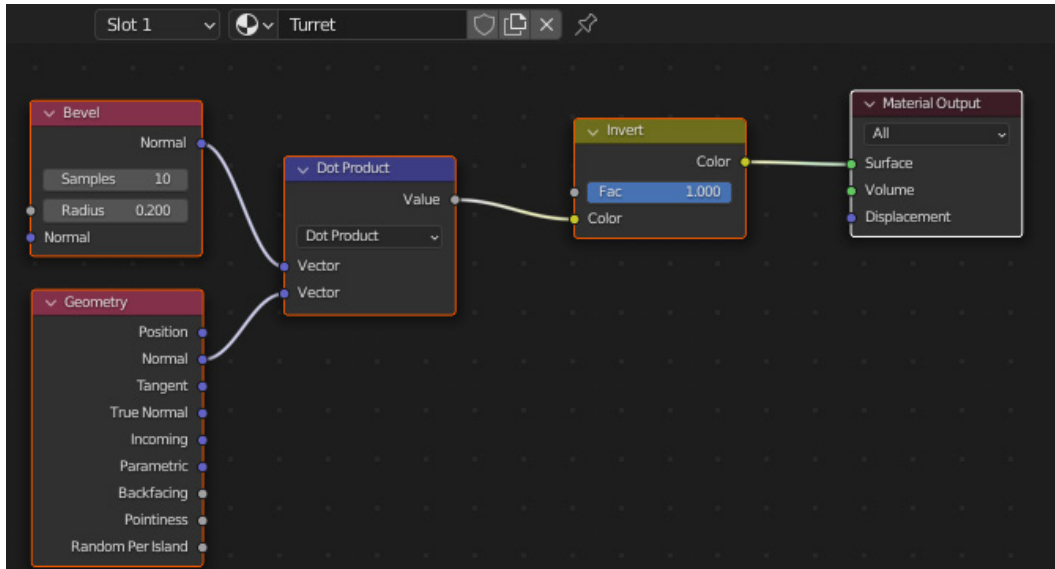 Slot 1
Turret
Bevel
Normal
Samples 10
Radius 0.200
Normal
Geometry
Position
Normal
Tangent
True Normal
Incoming
Parametric
Backfacing
Pointiness
Random Per Island
Dot Product
Value
Dot Product
Vector
Vector
Invert
Color
Fac 1.000
Color
Material Output
All
Surface
Volume
Displacement